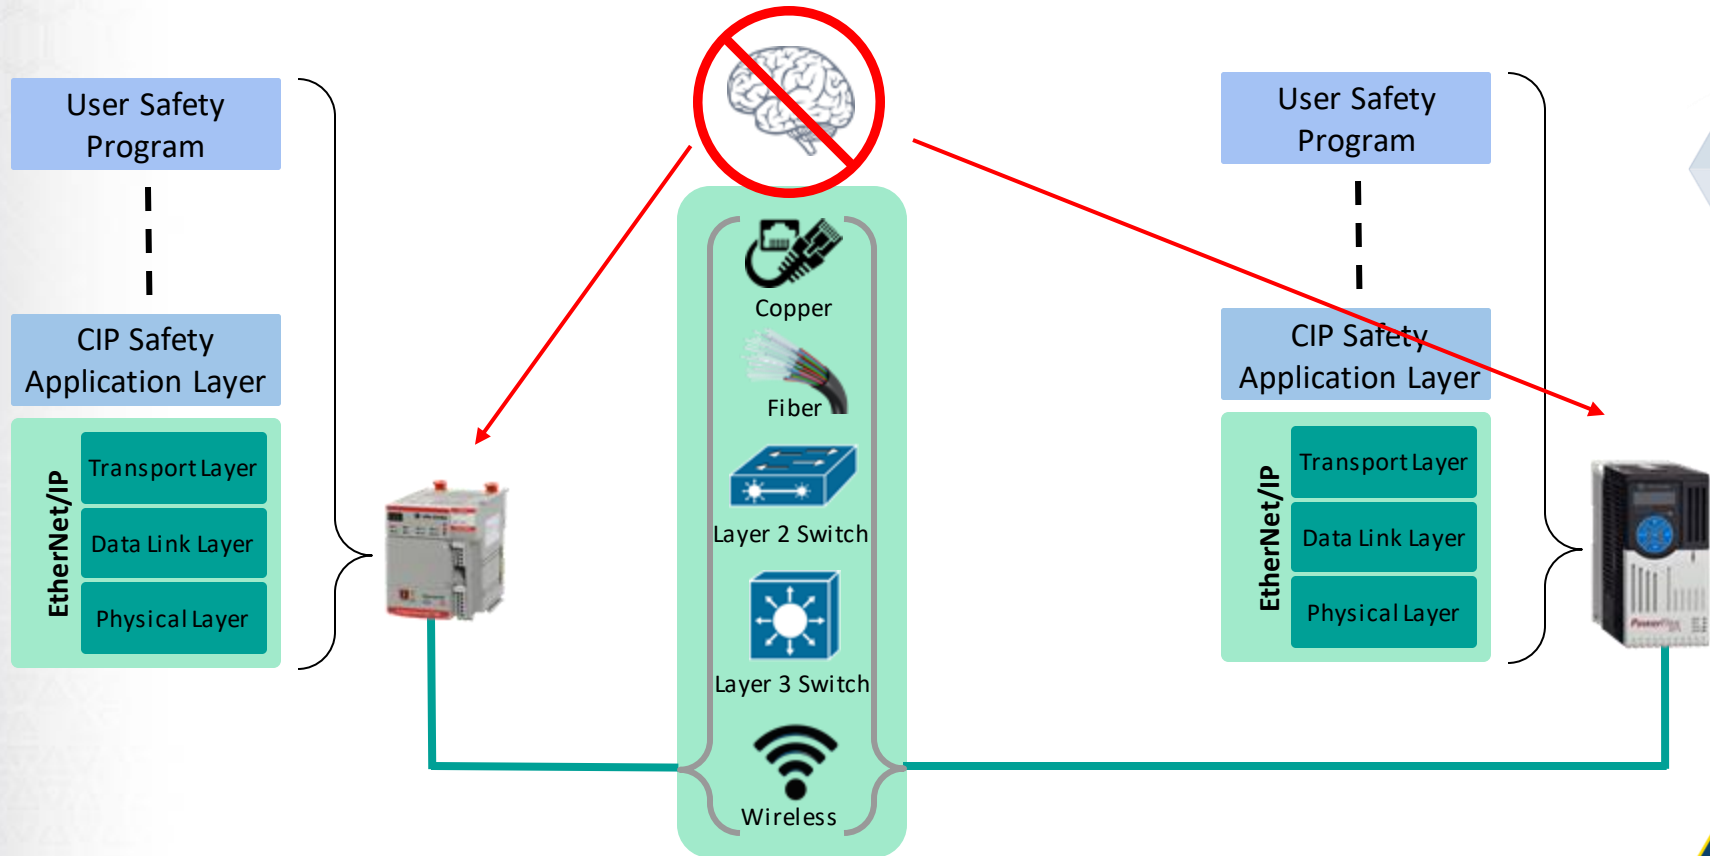 User Safety
Program
CIP Safety
Application Layer
EtherNet/IP
Transport Layer
Data Link Layer
Physical Layer
Copper
Fiber
Layer 2 Switch
Layer 3 Switch
Wireless
User Safety
Program
CIP Safety
Application Layer
EtherNet/IP
Transport Layer
Data Link Layer
Physical Layer
PowerFlex